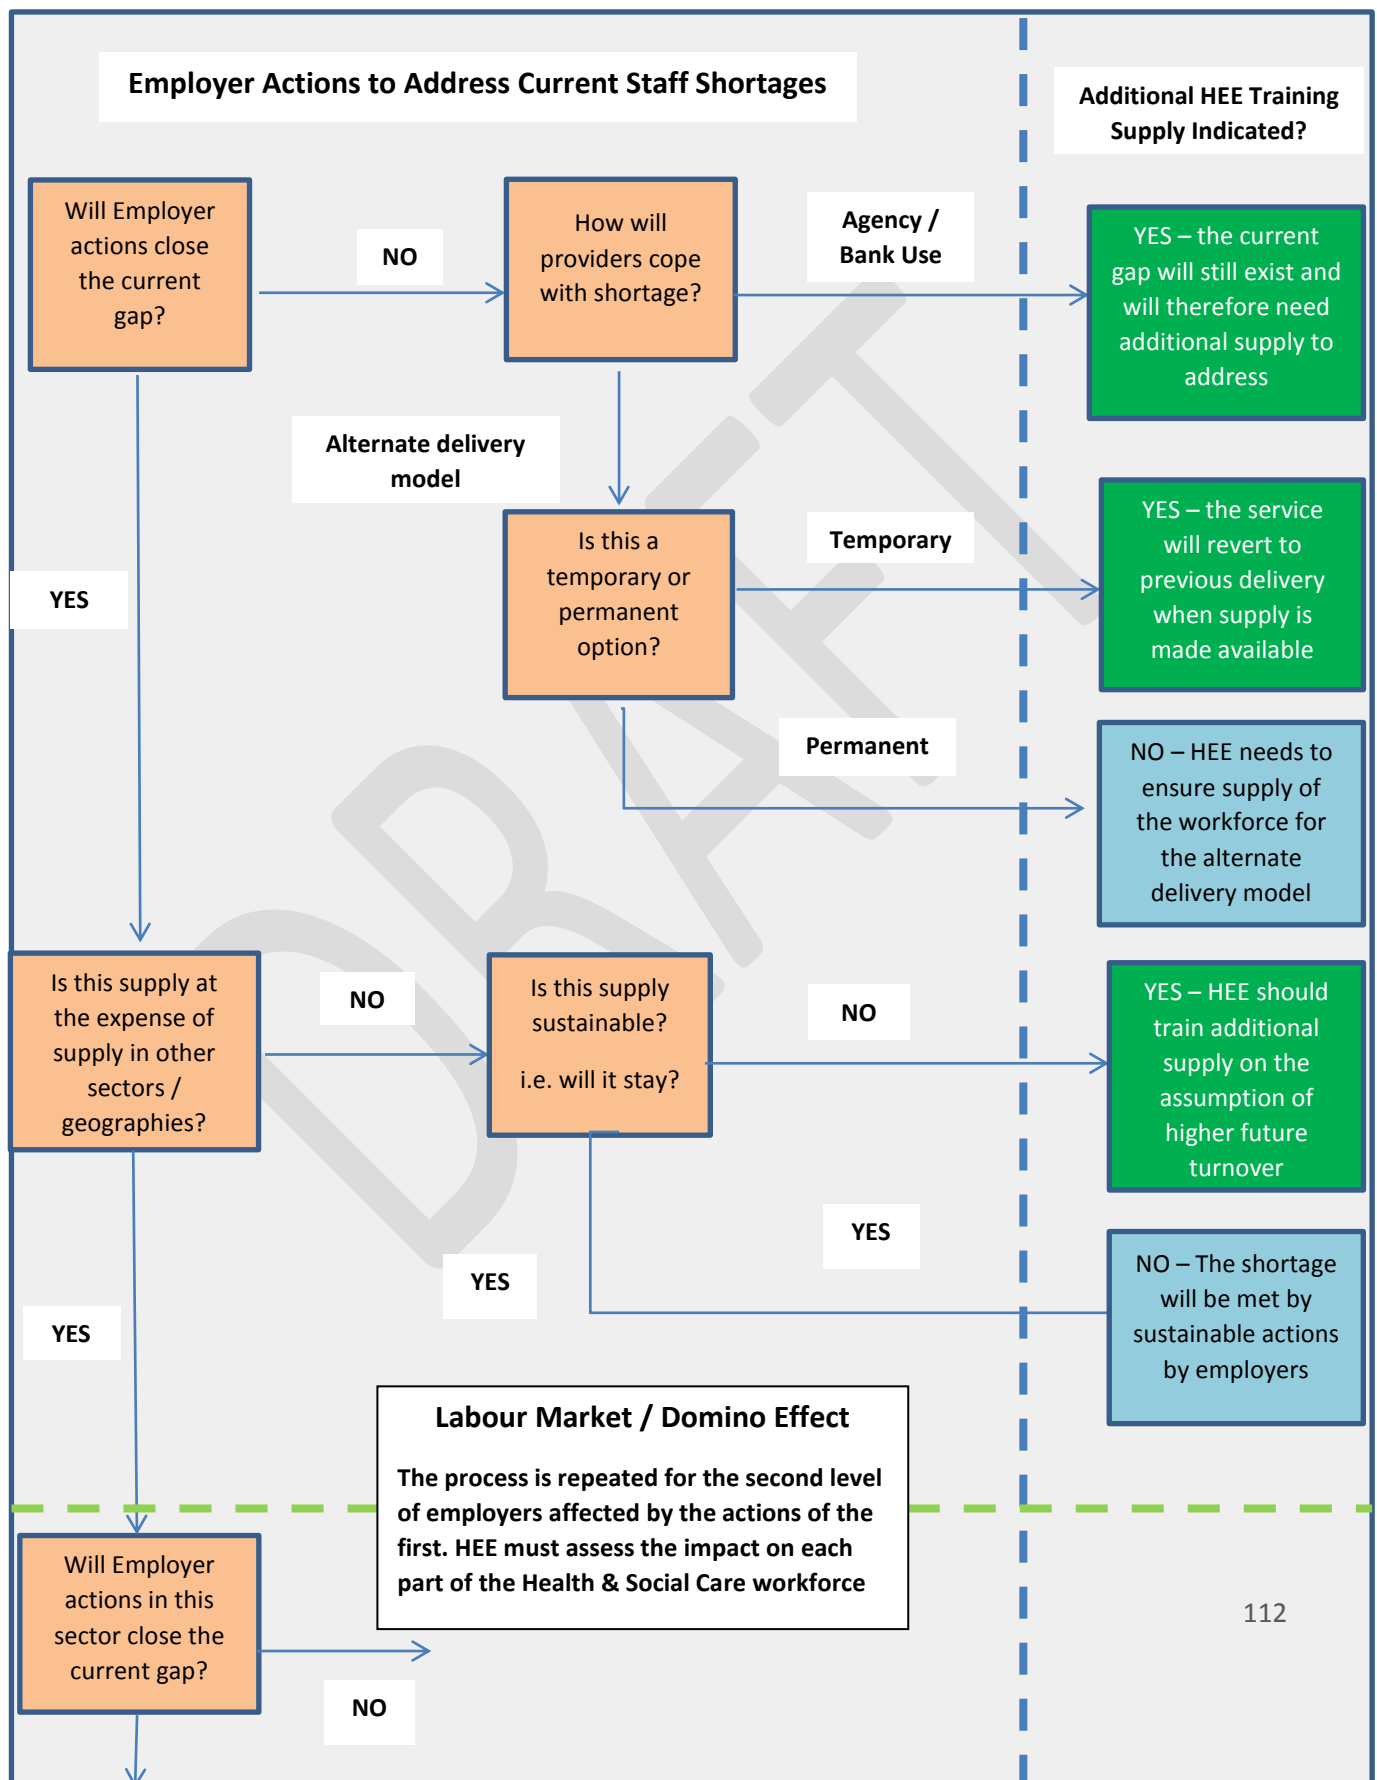 Employer Actions to Address Current Staff Shortages
Additional HEE Training
Supply Indicated?
Will Employer
actions close
the current
gap?
NO
How will
providers cope
with shortage?
Agency /
Bank Use
YES – the current
gap will still exist and
will therefore need
additional supply to
address
Alternate delivery
model
YES
Is this a
temporary or
permanent
option?
Temporary
YES – the service
will revert to
previous delivery
when supply is
made available
Permanent
NO – HEE needs to
ensure supply of
the workforce for
the alternate
delivery model
Is this supply at
the expense of
supply in other
sectors /
geographies?
NO
Is this supply
sustainable?
i.e. will it stay?
NO
YES – HEE should
train additional
supply on the
assumption of
higher future
turnover
YES
YES
YES
NO – The shortage
will be met by
sustainable actions
by employers
Labour Market / Domino Effect
The process is repeated for the second level
of employers affected by the actions of the
first. HEE must assess the impact on each
part of the Health & Social Care workforce
Will Employer
actions in this
sector close the
current gap?
NO
112
DRAFT